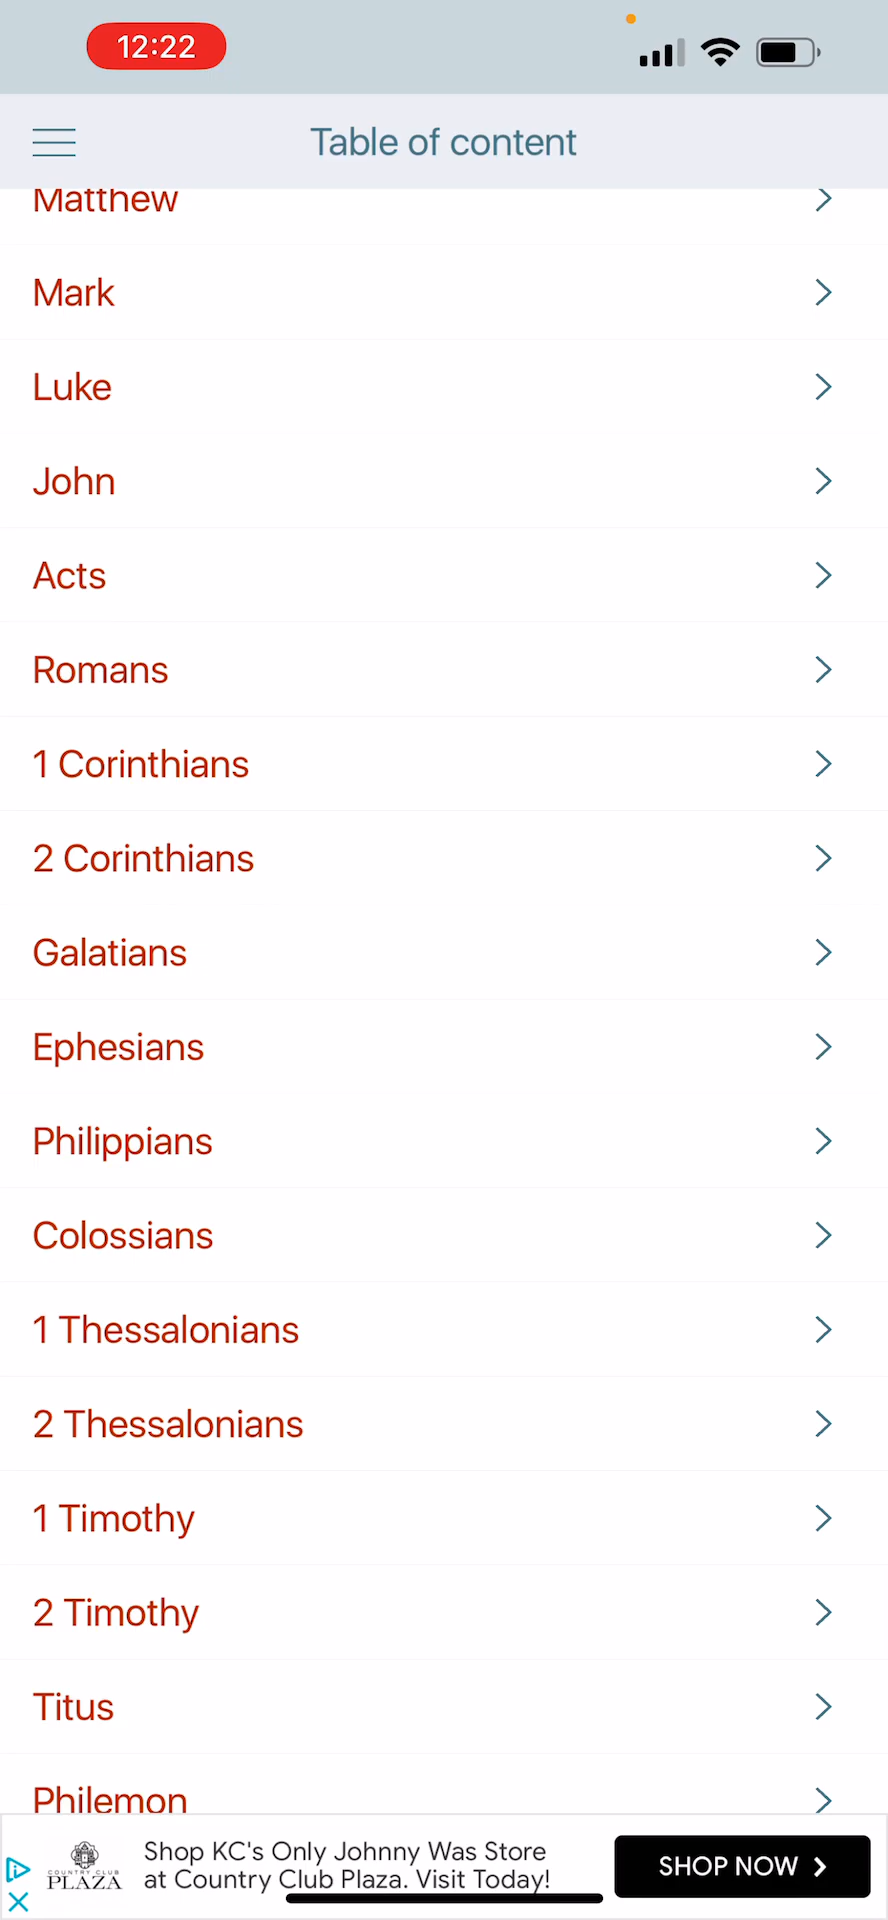 12:22
Table of content
Matthew
Mark
Luke
John
Acts
Romans
1 Corinthians
2 Corinthians
Galatians
Ephesians
Philippians
Colossians
1 Thessalonians
2 Thessalonians
1 Timothy
2 Timothy
Titus
Philemon
COUNTRY CLUB
PLAZA
Shop KC's Only Johnny Was Store
at Country Club Plaza. Visit Today!
SHOP NOW